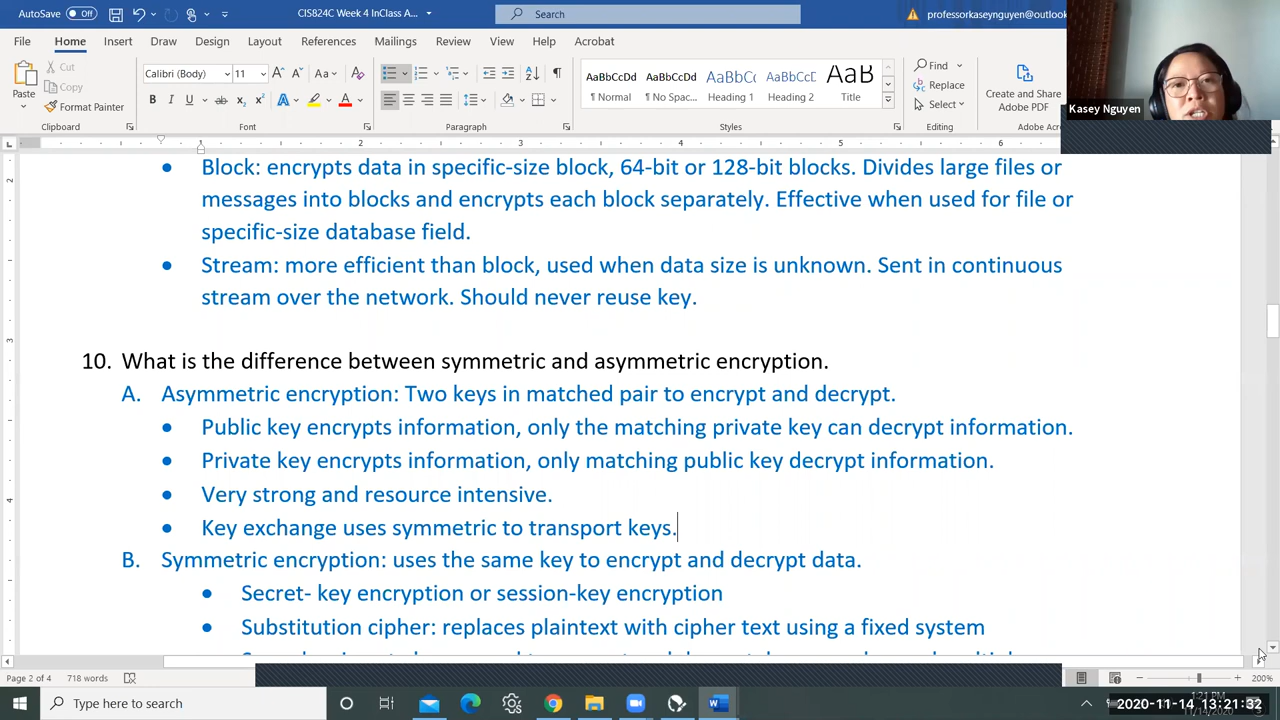 AutoSave Off
CIS824C Week 4 InClass A...
Search
professorkaseynguyen@outlook
File Home Insert Draw Design Layout References Mailings Review View Help Acrobat
Paste
Cut
Copy
Format Painter
Clipboard
Calibri (Body) 11
Font
Paragraph
AaBbCcDd AaBbCcDd AaBbCc AaBbCcD AaB
¶ Normal ¶ No Spac... Heading 1 Heading 2 Title
Styles
Find
Replace
Select
Editing
Create and Share
Adobe PDF
Adobe Acro
Kasey Nguyen
• Block: encrypts data in specific-size block, 64-bit or 128-bit blocks. Divides large files or
messages into blocks and encrypts each block separately. Effective when used for file or
specific-size database field.
• Stream: more efficient than block, used when data size is unknown. Sent in continuous
stream over the network. Should never reuse key.
10. What is the difference between symmetric and asymmetric encryption.
A. Asymmetric encryption: Two keys in matched pair to encrypt and decrypt.
• Public key encrypts information, only the matching private key can decrypt information.
• Private key encrypts information, only matching public key decrypt information.
• Very strong and resource intensive.
• Key exchange uses symmetric to transport keys.
B. Symmetric encryption: uses the same key to encrypt and decrypt data.
• Secret- key encryption or session-key encryption
• Substitution cipher: replaces plaintext with cipher text using a fixed system
Page 2 of 4 718 words
200%
Type here to search
1:21 PM
2020-11-14 13:21:32